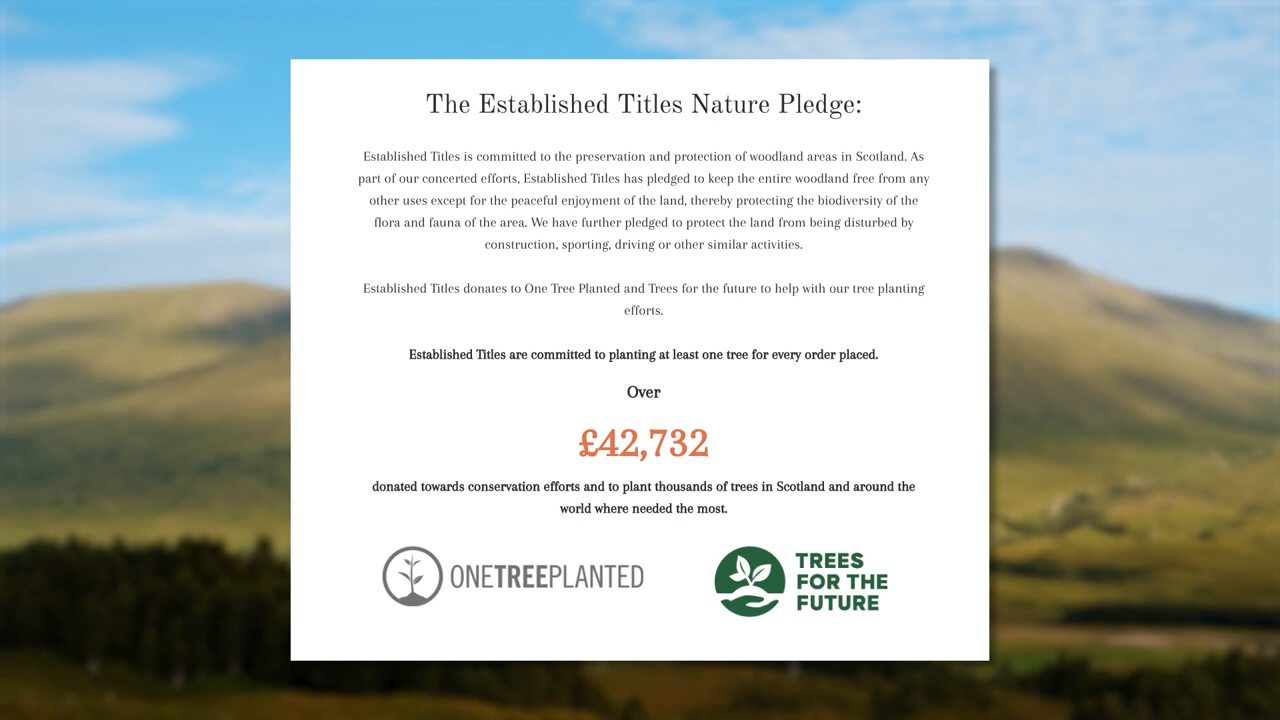 The Established Titles Nature Pledge:
Established Titles is committed to the preservation and protection of woodland areas in Scotland. As
part of our concerted efforts, Established Titles has pledged to keep the entire woodland free from any
other uses except for the peaceful enjoyment of the land, thereby protecting the biodiversity of the
flora and fauna of the area. We have further pledged to protect the land from being disturbed by
construction, sporting, driving or other similar activities.
Established Titles donates to One Tree Planted and Trees for the future to help with our tree planting
efforts.
Established Titles are committed to planting at least one tree for every order placed.
Over
£42,732
donated towards conservation efforts and to plant thousands of trees in Scotland and around the
world where needed the most.
ONETREEPLANTED
TREES
FOR THE
FUTURE